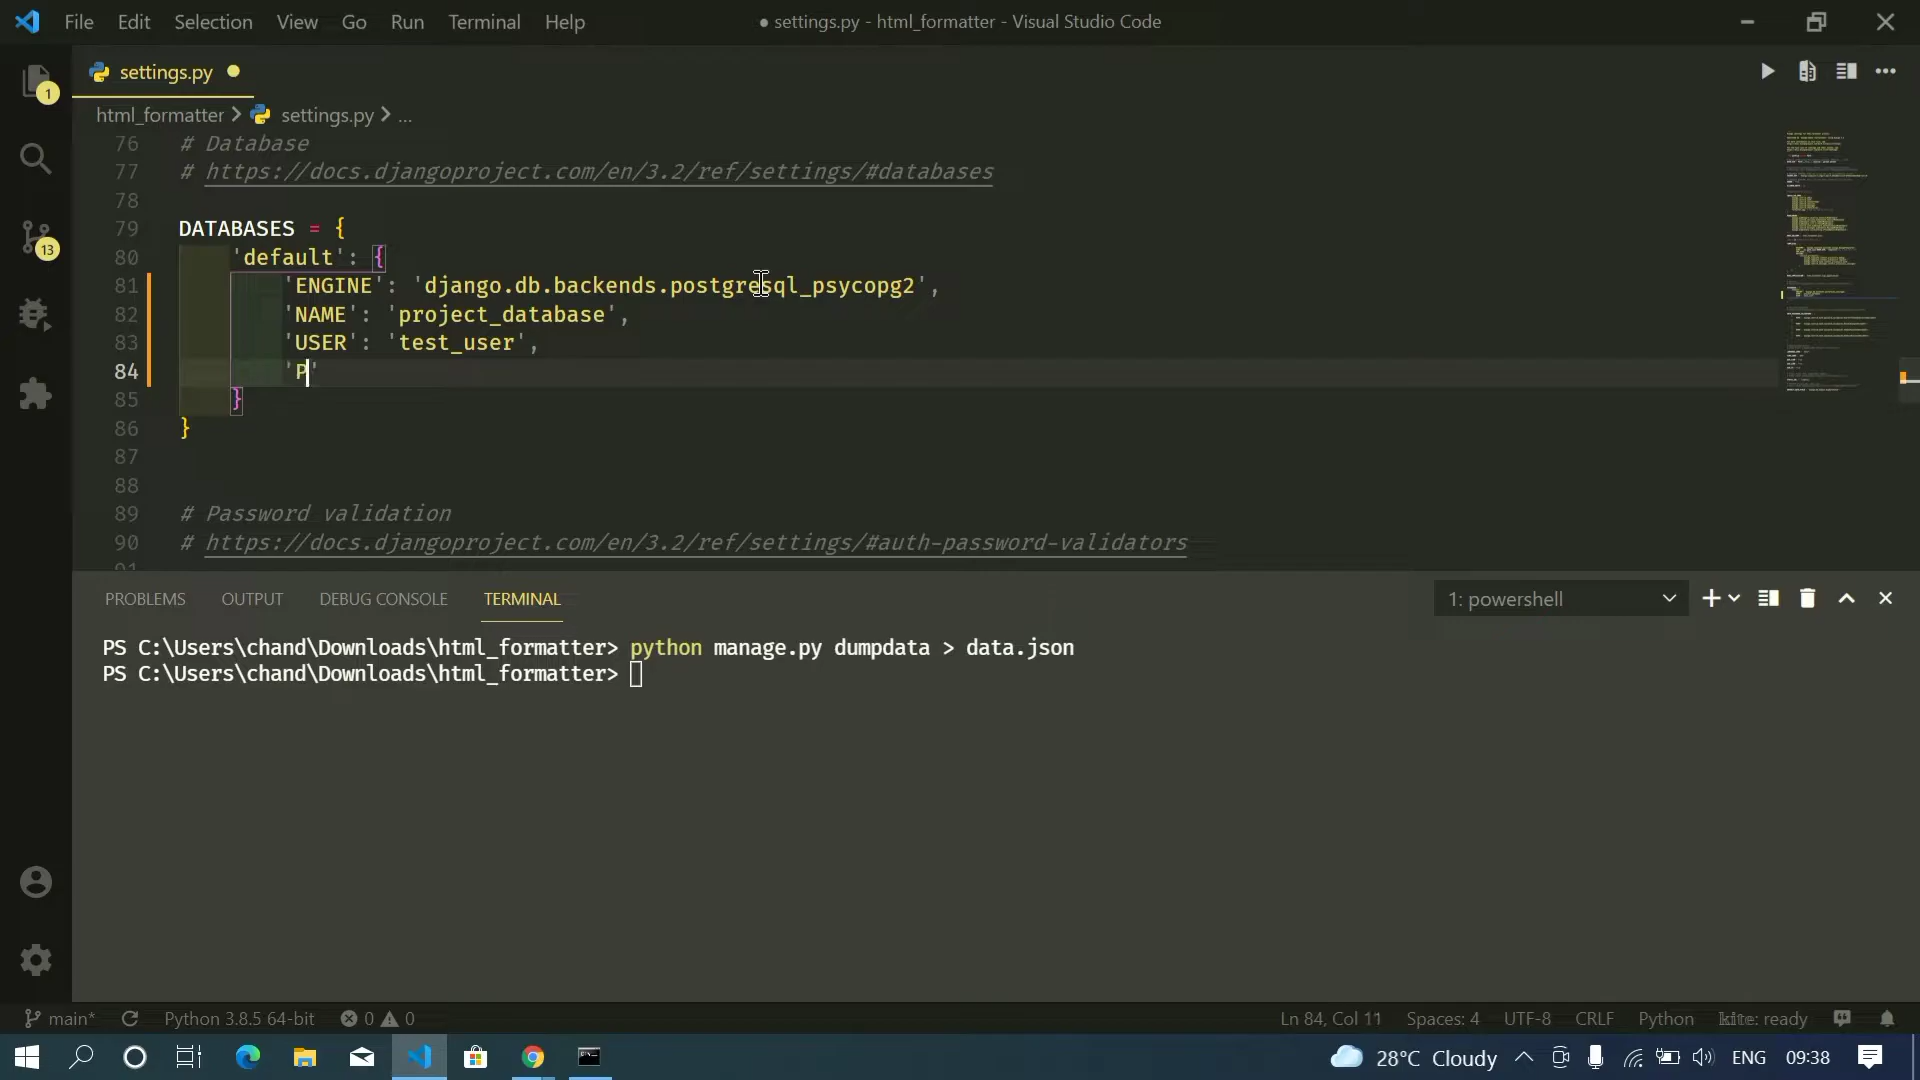 File Edit Selection View Go Run Terminal Help ● settings.py - html_formatter - Visual Studio Code
settings.py
1
html_formatter > settings.py > ...
76 # Database
77 # https://docs.djangoproject.com/en/3.2/ref/settings/#databases
78
79 DATABASES = {
80 'default': {
81 'ENGINE': 'django.db.backends.postgresql_psycopg2',
82 'NAME': 'project_database',
83 'USER': 'test_user',
84 'P'
85 }
86 }
87
88
89 # Password validation
90 # https://docs.djangoproject.com/en/3.2/ref/settings/#auth-password-validators
91
13
PROBLEMS OUTPUT DEBUG CONSOLE TERMINAL 1: powershell
PS C:\Users\chand\Downloads\html_formatter> python manage.py dumpdata > data.json
PS C:\Users\chand\Downloads\html_formatter>
main* Python 3.8.5 64-bit 0 0 Ln 84, Col 11 Spaces: 4 UTF-8 CRLF Python kite: ready
28°C Cloudy ENG 09:38